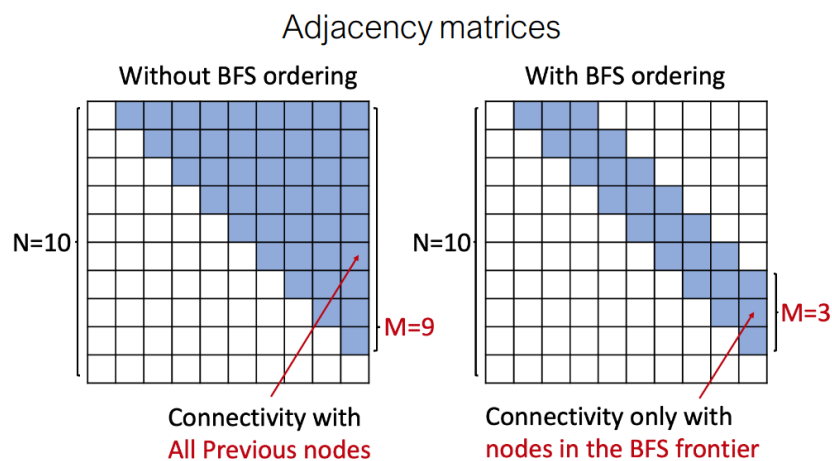 Adjacency matrices
Without BFS ordering
With BFS ordering
N=10
M=9
N=10
M=3
Connectivity with
All Previous nodes
Connectivity only with
nodes in the BFS frontier